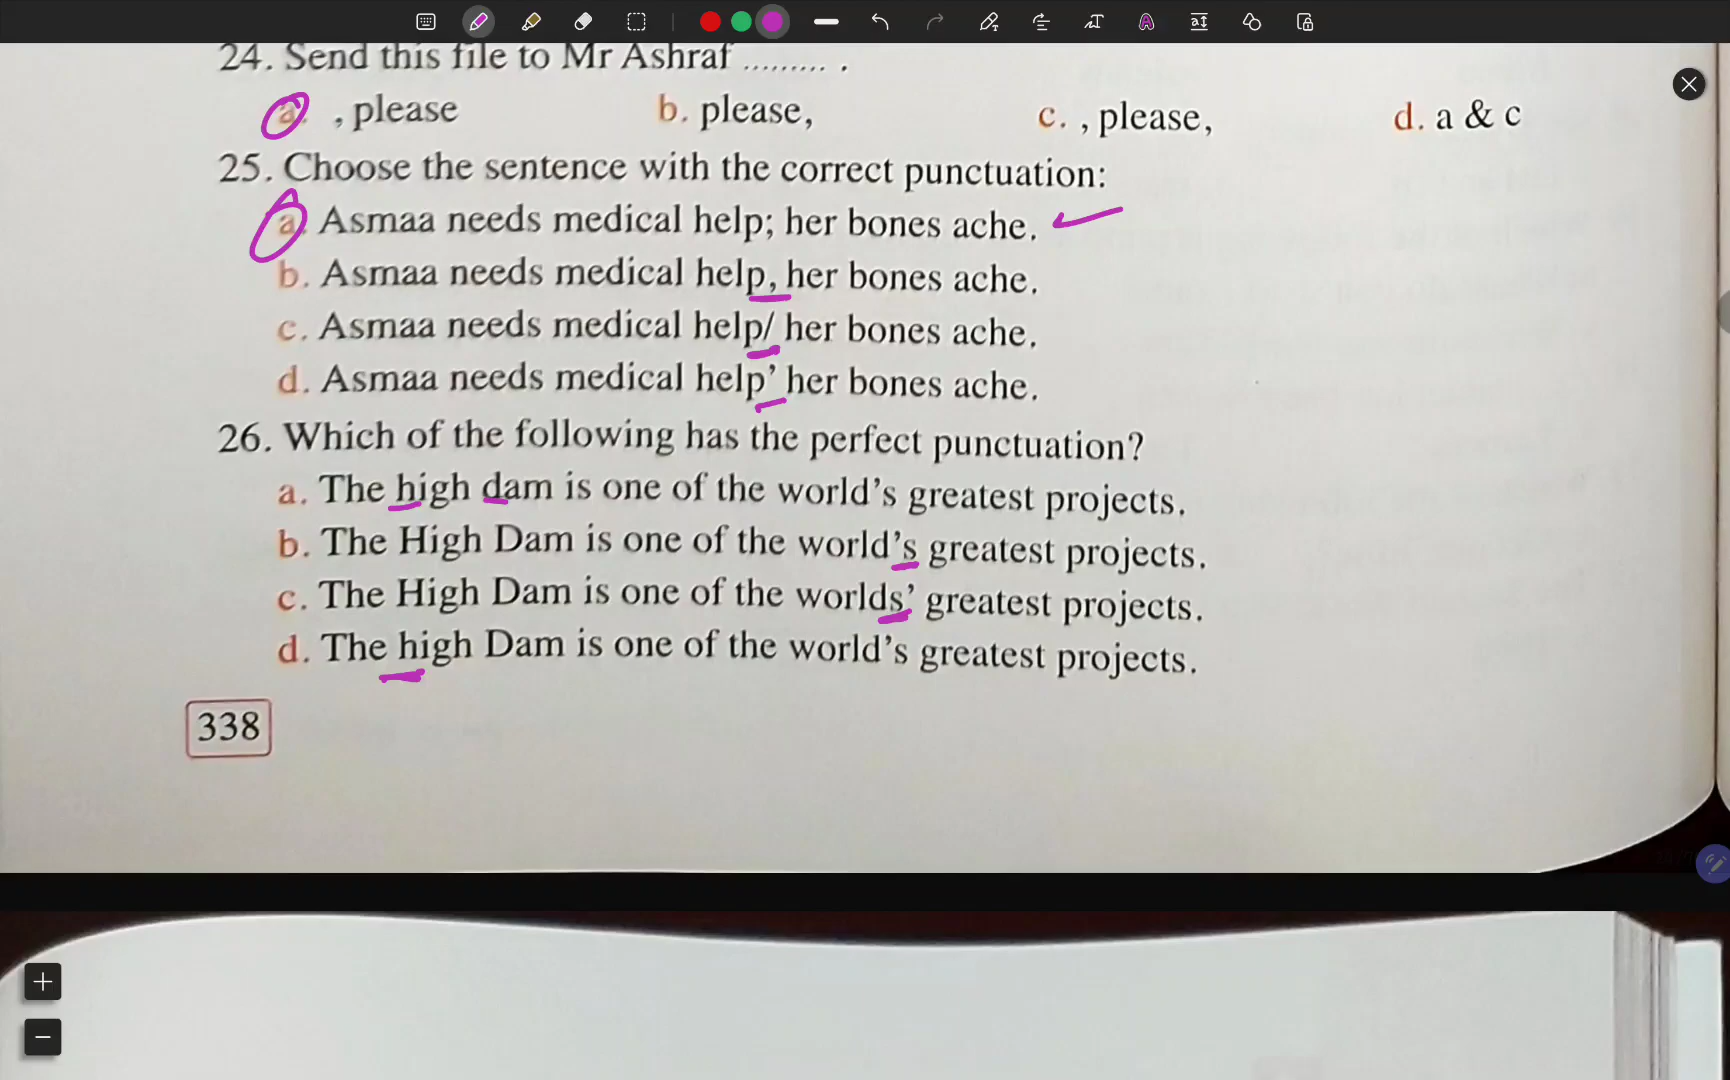 24. Send this file to Mr Ashraf ......... .
a. , please b. please, c. , please, d. a & c
25. Choose the sentence with the correct punctuation:
a. Asmaa needs medical help; her bones ache.
b. Asmaa needs medical help, her bones ache.
c. Asmaa needs medical help/ her bones ache.
d. Asmaa needs medical help’ her bones ache.
26. Which of the following has the perfect punctuation?
a. The high dam is one of the world’s greatest projects.
b. The High Dam is one of the world’s greatest projects.
c. The High Dam is one of the worlds’ greatest projects.
d. The high Dam is one of the world’s greatest projects.
338